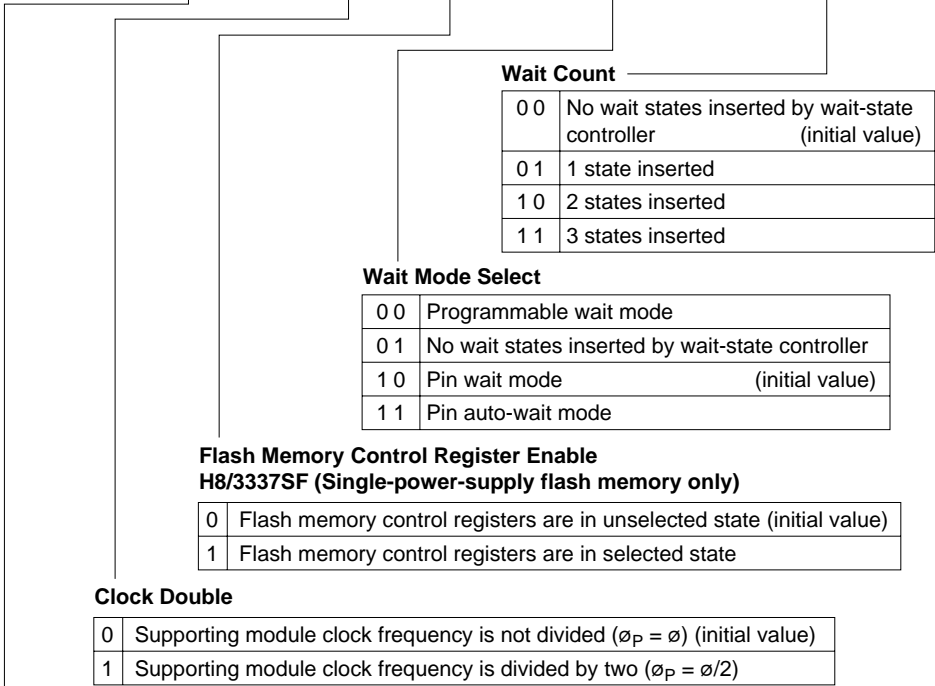 Wait Count
0 0 No wait states inserted by wait-state
controller (initial value)
0 1 1 state inserted
1 0 2 states inserted
1 1 3 states inserted
Wait Mode Select
0 0 Programmable wait mode
0 1 No wait states inserted by wait-state controller
1 0 Pin wait mode (initial value)
1 1 Pin auto-wait mode
Flash Memory Control Register Enable
H8/3337SF (Single-power-supply flash memory only)
0 Flash memory control registers are in unselected state (initial value)
1 Flash memory control registers are in selected state
Clock Double
0 Supporting module clock frequency is not divided (øP = ø) (initial value)
1 Supporting module clock frequency is divided by two (øP = ø/2)